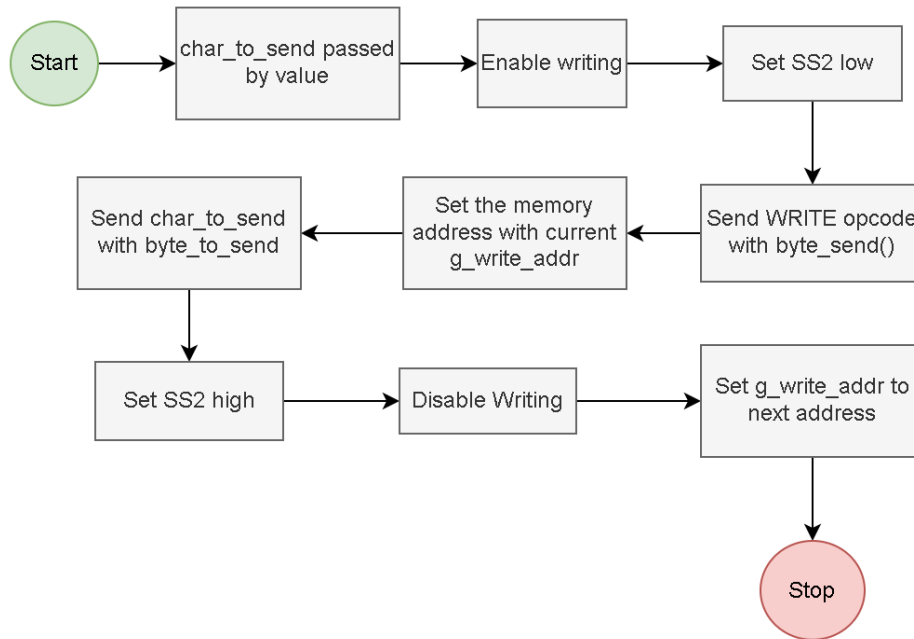 Start
char_to_send passed
by value
Enable writing
Set SS2 low
Send WRITE opcode
with byte_send()
Set the memory
address with current
g_write_addr
Send char_to_send
with byte_to_send
Set SS2 high
Disable Writing
Set g_write_addr to
next address
Stop